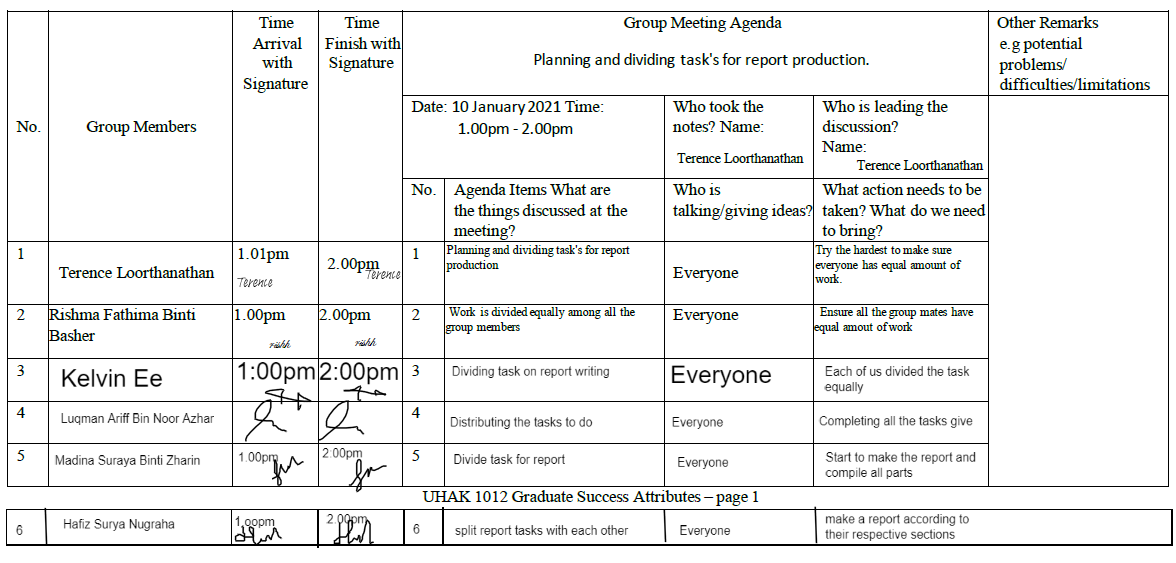 No.
Group Members
Time
Arrival
with
Signature
Time
Finish with
Signature
Group Meeting Agenda
Planning and dividing task's for report production.
Other Remarks
e.g potential
problems/
difficulties/limitations
Date: 10 January 2021 Time:
1.00pm - 2.00pm
Who took the
notes? Name:
Terence Loorthanathan
Who is leading the
discussion?
Name:
Terence Loorthanathan
No.
Agenda Items What are
the things discussed at the
meeting?
Who is
talking/giving ideas?
What action needs to be
taken? What do we need
to bring?
1
Terence Loorthanathan
1.01pm
Terence
2.00pm
Terence
1
Planning and dividing task's for report
production
Everyone
Try the hardest to make sure
everyone has equal amount of
work.
2
Rishma Fathima Binti
Basher
1.00pm
rishh
2.00pm
rishh
2
Work is divided equally among all the
group members
Everyone
Ensure all the group mates have
equal amout of work
3
Kelvin Ee
1:00pm
2:00pm
3
Dividing task on report writing
Everyone
Each of us divided the task
equally
4
Luqman Ariff Bin Noor Azhar
4
Distributing the tasks to do
Everyone
Completing all the tasks give
5
Madina Suraya Binti Zharin
1.00pm
2:00pm
5
Divide task for report
Everyone
Start to make the report and
compile all parts
UHAK 1012 Graduate Success Attributes – page 1
6
Hafiz Surya Nugraha
1.oopm
2.00pm
6
split report tasks with each other
Everyone
make a report according to
their respective sections